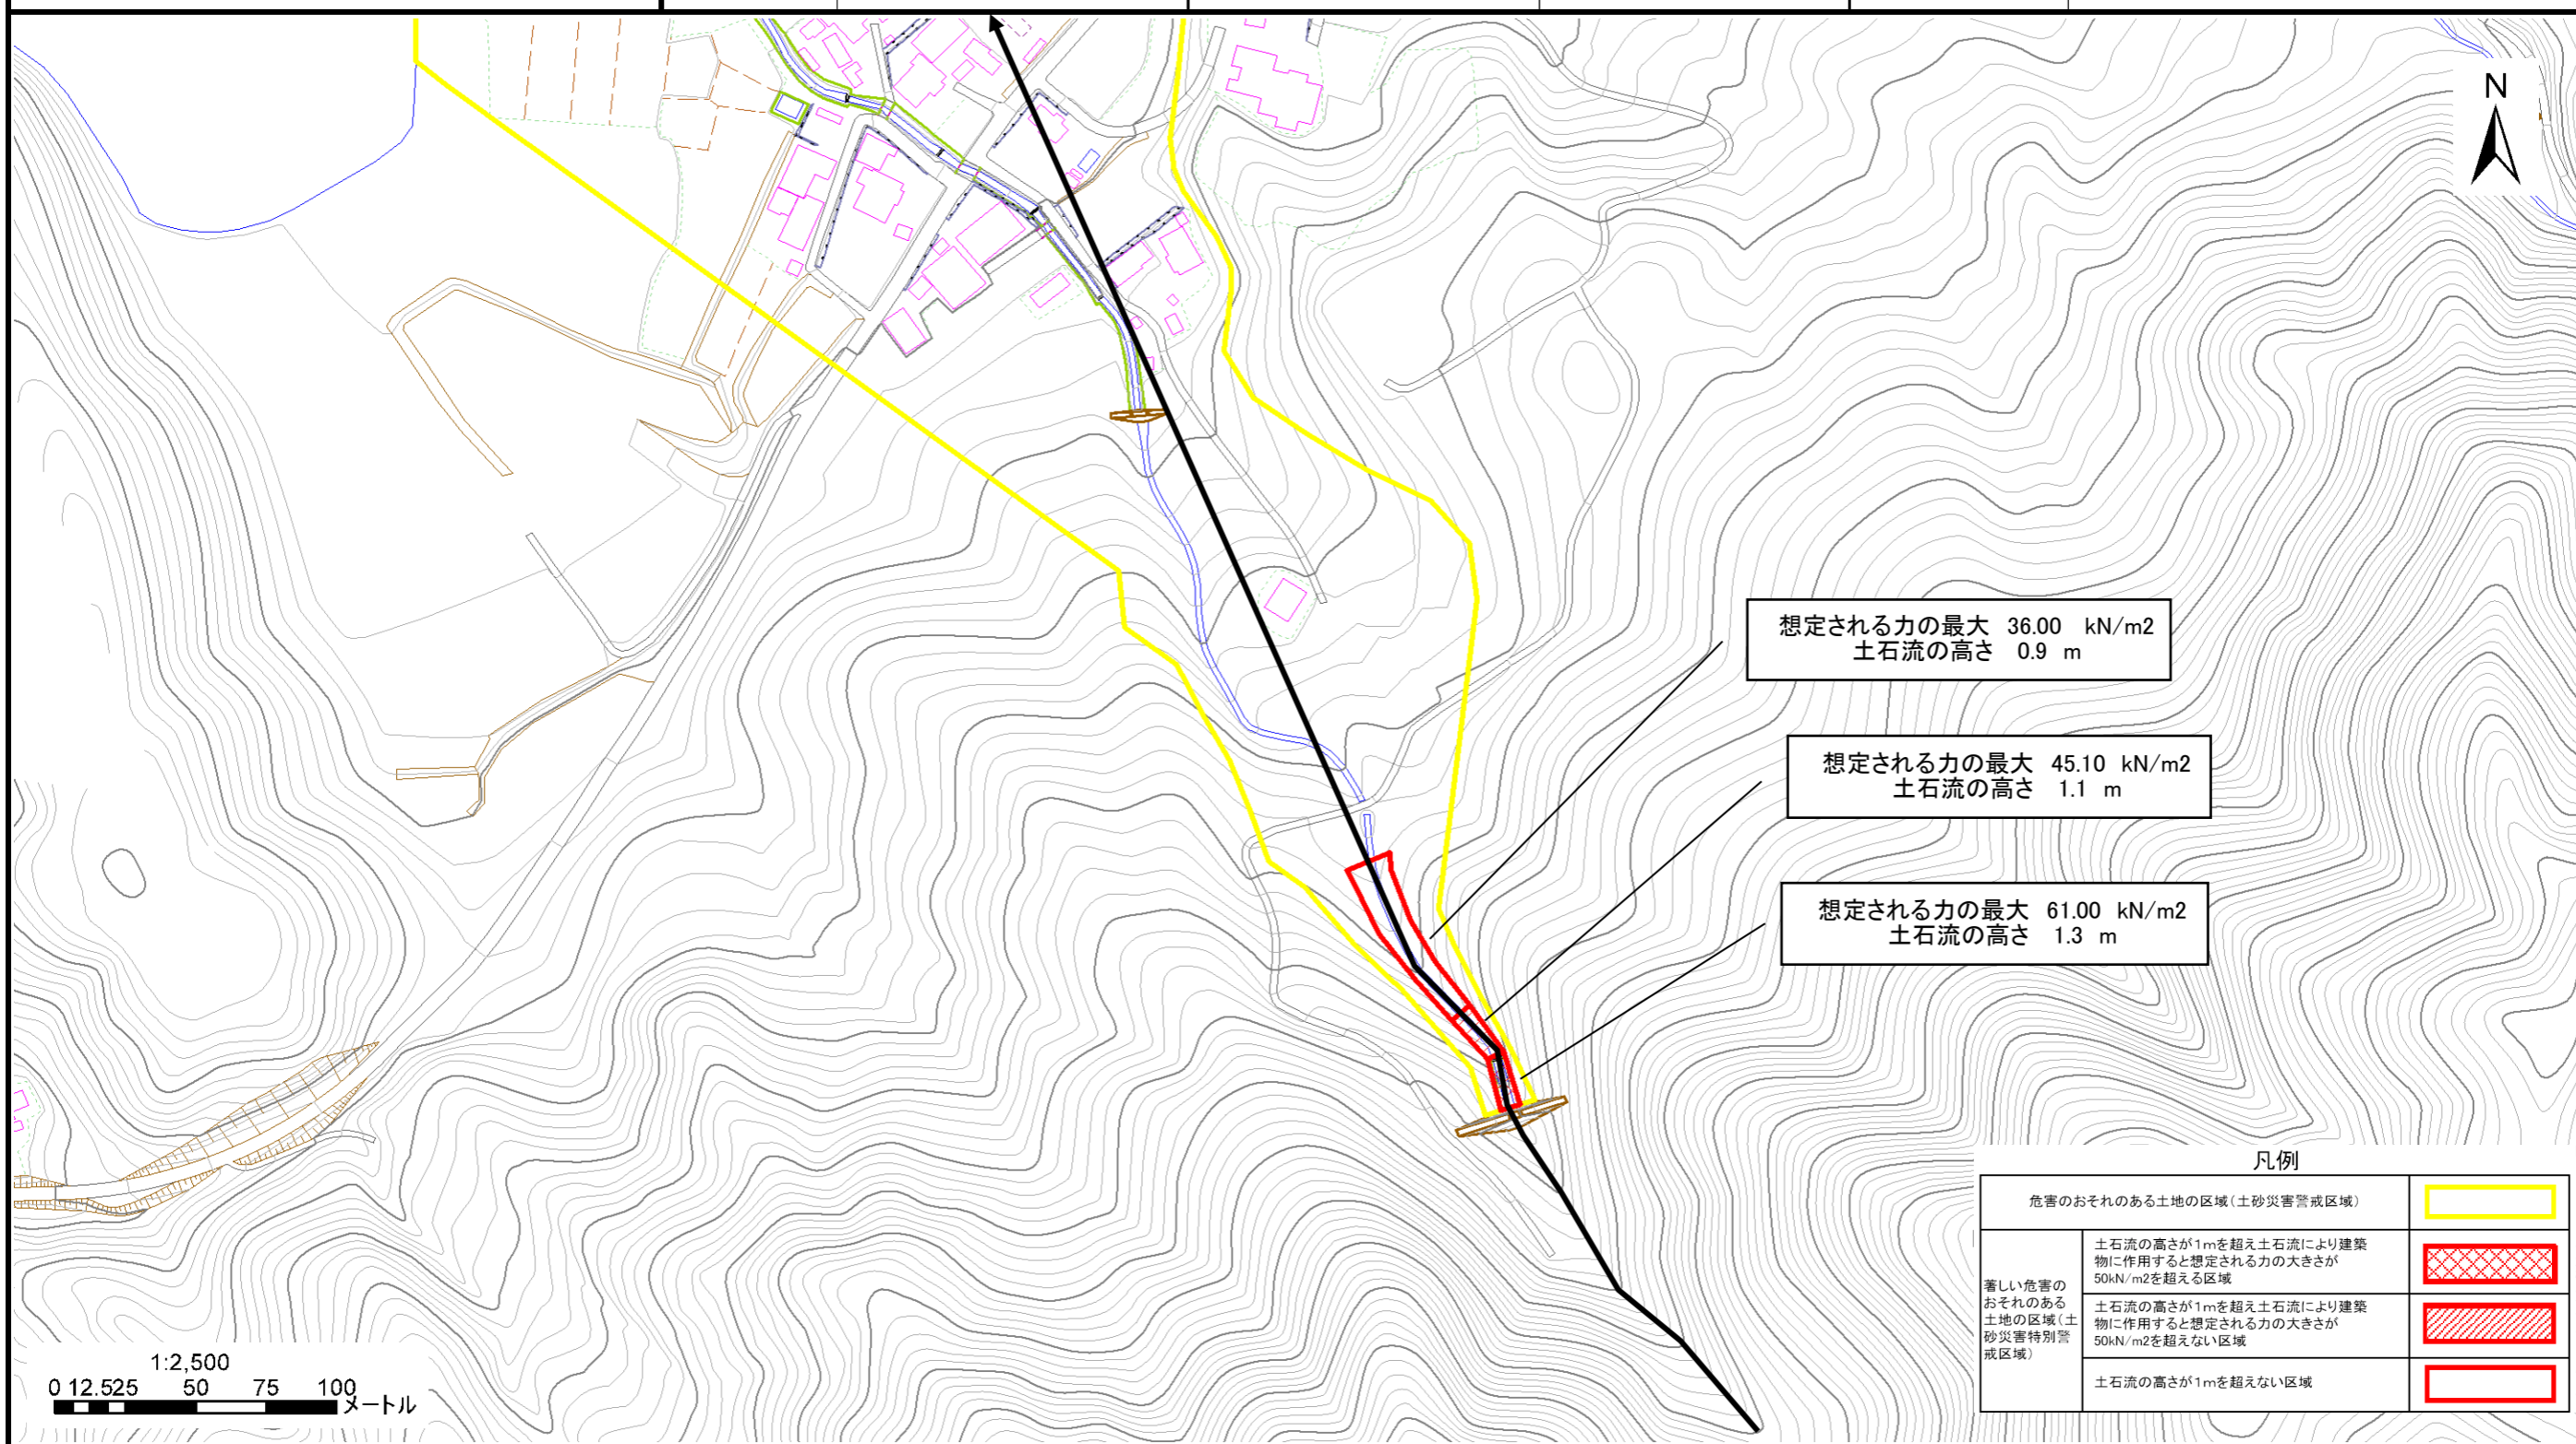 N
想定される力の最大 36.00 kN/m2
土石流の高さ 0.9 m
想定される力の最大 45.10 kN/m2
土石流の高さ 1.1 m
想定される力の最大 61.00 kN/m2
土石流の高さ 1.3 m
凡例
危害のおそれのある土地の区域(土砂災害警戒区域)
著しい危害の
おそれのある
土地の区域(土
砂災害特別警
戒区域)
土石流の高さが1mを超え土石流により建築
物に作用すると想定される力の大きさが
50kN/m2を超える区域
土石流の高さが1mを超え土石流により建築
物に作用すると想定される力の大きさが
50kN/m2を超えない区域
土石流の高さが1mを超えない区域
1:2,500
0 12.525 50 75 100
メートル